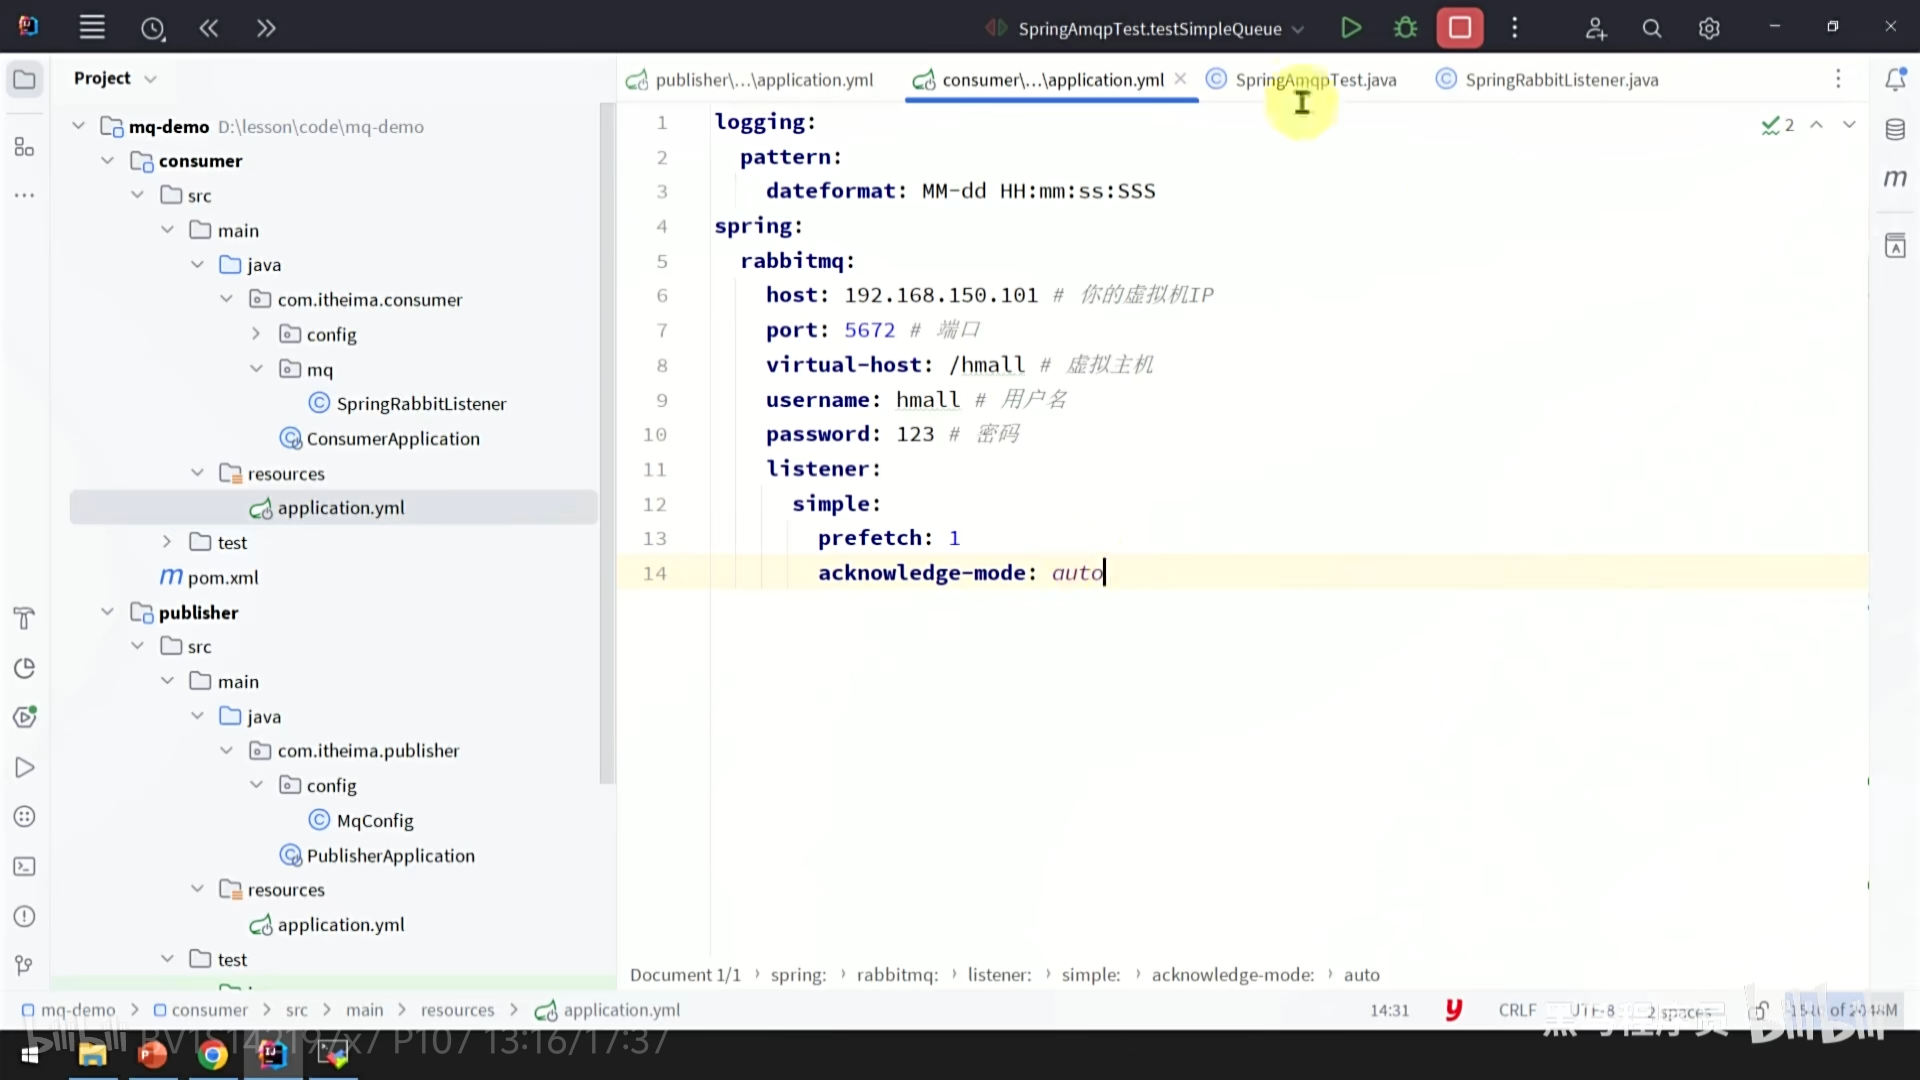 SpringAmqpTest.testSimpleQueue
Project
publisher\...\application.yml
consumer\...\application.yml
SpringAmqpTest.java
SpringRabbitListener.java
mq-demo D:\lesson\code\mq-demo
consumer
src
main
java
com.itheima.consumer
config
mq
SpringRabbitListener
ConsumerApplication
resources
application.yml
test
pom.xml
publisher
src
main
java
com.itheima.publisher
config
MqConfig
PublisherApplication
resources
application.yml
test
2
1 logging:
2 pattern:
3 dateformat: MM-dd HH:mm:ss:SSS
4 spring:
5 rabbitmq:
6 host: 192.168.150.101 # 你的虚拟机IP
7 port: 5672 # 端口
8 virtual-host: /hmall # 虚拟主机
9 username: hmall # 用户名
10 password: 123 # 密码
11 listener:
12 simple:
13 prefetch: 1
14 acknowledge-mode: auto
Document 1/1 › spring: › rabbitmq: › listener: › simple: › acknowledge-mode: › auto
mq-demo > consumer > src > main > resources > application.yml
14:31
CRLF
UTF-8
2 spaces
黑马程序员
bilibili
P107 13:16/17:37